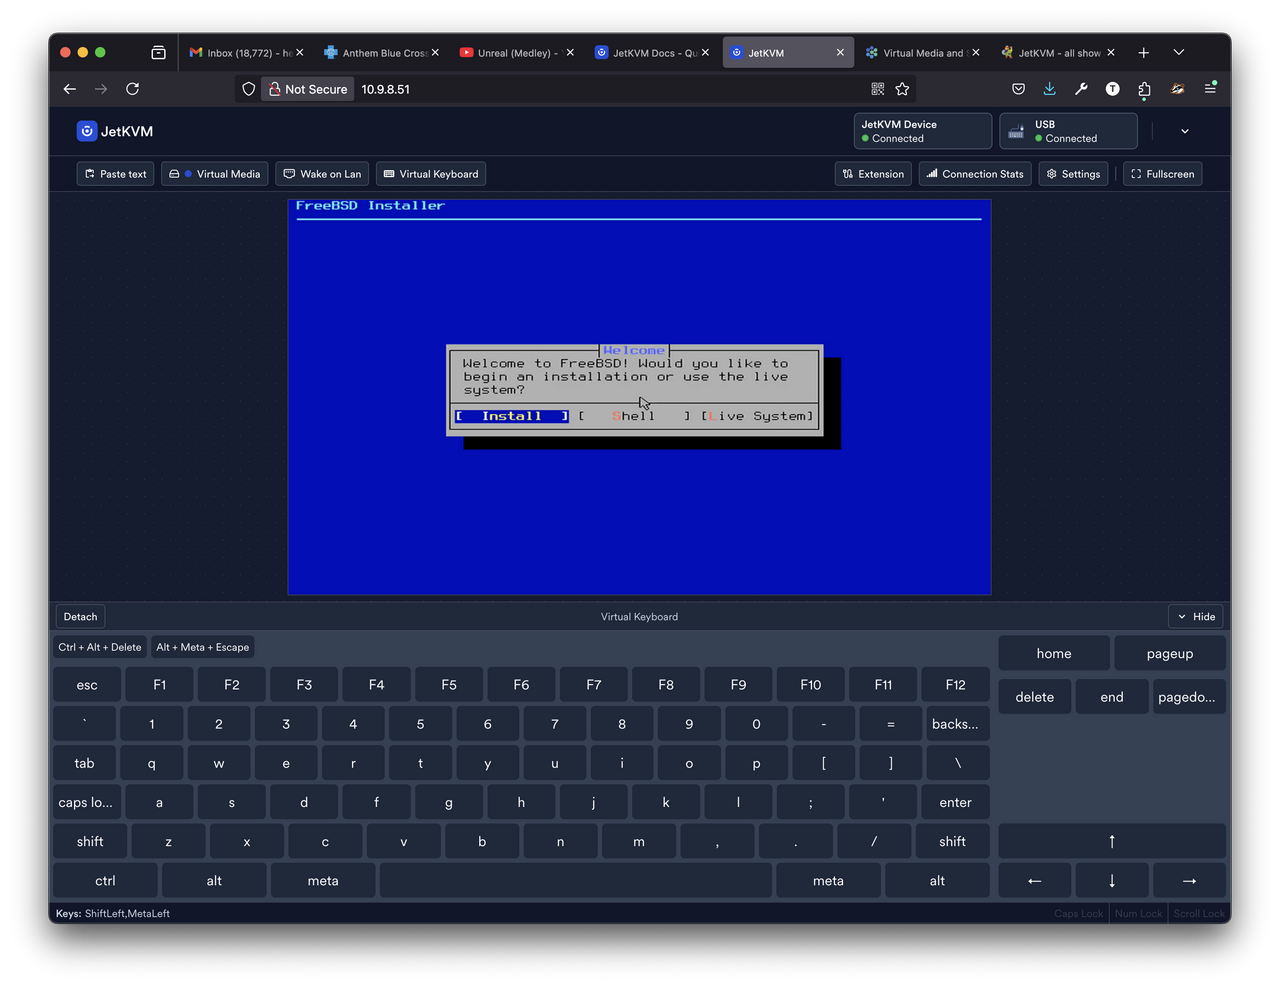 Inbox (18,772) - he
Anthem Blue Cros
Unreal (Medley) -
JetKVM Docs - Qu
JetKVM
Virtual Media and
JetKVM - all show
Not Secure
10.9.8.51
JetKVM
JetKVM Device
Connected
USB
Connected
Paste text
Virtual Media
Wake on Lan
Virtual Keyboard
Extension
Connection Stats
Settings
Fullscreen
FreeBSD Installer
Welcome
Welcome to FreeBSD! Would you like to
begin an installation or use the live
system?
[ Install ] [ Shell ] [Live System]
Detach
Virtual Keyboard
Hide
Ctrl + Alt + Delete
Alt + Meta + Escape
home
pageup
esc F1 F2 F3 F4 F5 F6 F7 F8 F9 F10 F11 F12
delete end pagedo...
` 1 2 3 4 5 6 7 8 9 0 - = backs...
tab q w e r t y u i o p [ ] \
caps lo... a s d f g h j k l ; ' enter
shift z x c v b n m , . / shift
↑
ctrl alt meta meta alt
← ↓ →
Keys: ShiftLeft,MetaLeft
Caps Lock
Num Lock
Scroll Lock